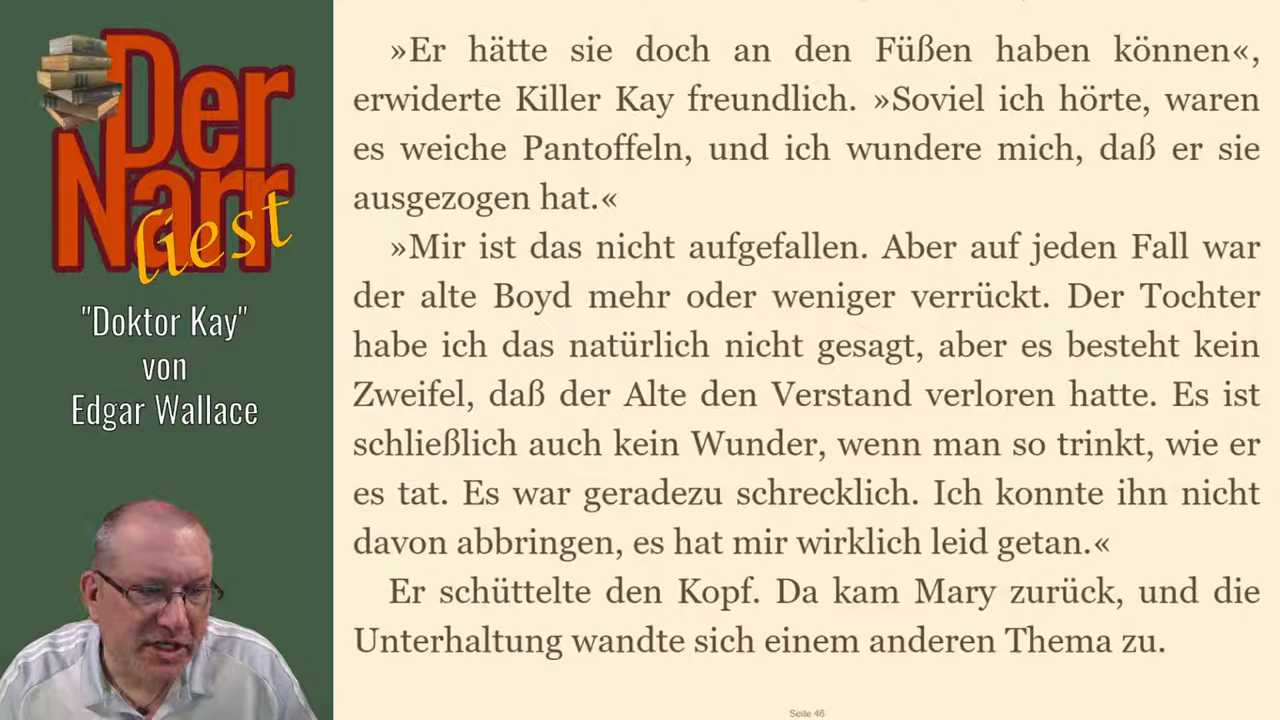 Der
Narr
liest
"Doktor Kay"
von
Edgar Wallace
»Er hätte sie doch an den Füßen haben können«,
erwiderte Killer Kay freundlich. »Soviel ich hörte, waren
es weiche Pantoffeln, und ich wundere mich, daß er sie
ausgezogen hat.«
»Mir ist das nicht aufgefallen. Aber auf jeden Fall war
der alte Boyd mehr oder weniger verrückt. Der Tochter
habe ich das natürlich nicht gesagt, aber es besteht kein
Zweifel, daß der Alte den Verstand verloren hatte. Es ist
schließlich auch kein Wunder, wenn man so trinkt, wie er
es tat. Es war geradezu schrecklich. Ich konnte ihn nicht
davon abbringen, es hat mir wirklich leid getan.«
Er schüttelte den Kopf. Da kam Mary zurück, und die
Unterhaltung wandte sich einem anderen Thema zu.
Seite 46